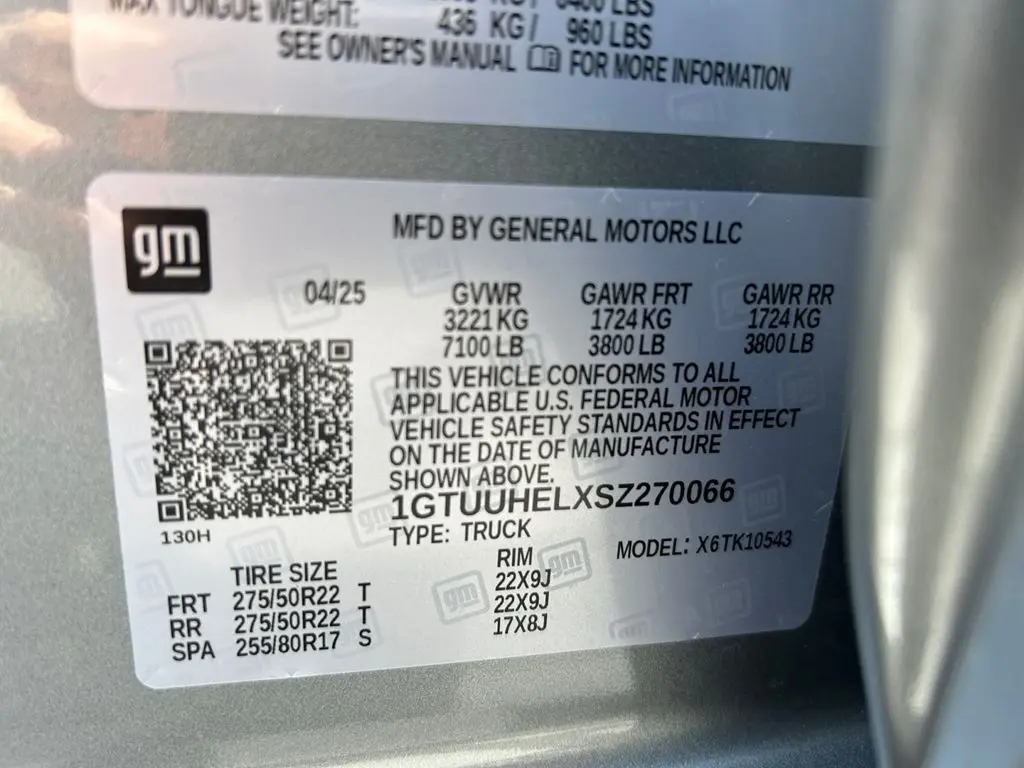 MAX TONGUE WEIGHT: 436 KG / 960 LBS
SEE OWNER'S MANUAL FOR MORE INFORMATION
gm
MFD BY GENERAL MOTORS LLC
04/25 GVWR GAWR FRT GAWR RR
3221 KG 1724 KG 1724 KG
7100 LB 3800 LB 3800 LB
THIS VEHICLE CONFORMS TO ALL
APPLICABLE U.S. FEDERAL MOTOR
VEHICLE SAFETY STANDARDS IN EFFECT
ON THE DATE OF MANUFACTURE
SHOWN ABOVE.
1GTUUHELXSZ270066
130H
TYPE: TRUCK
MODEL: X6TK10543
TIRE SIZE RIM
FRT 275/50R22 T 22X9J
RR 275/50R22 T 22X9J
SPA 255/80R17 S 17X8J